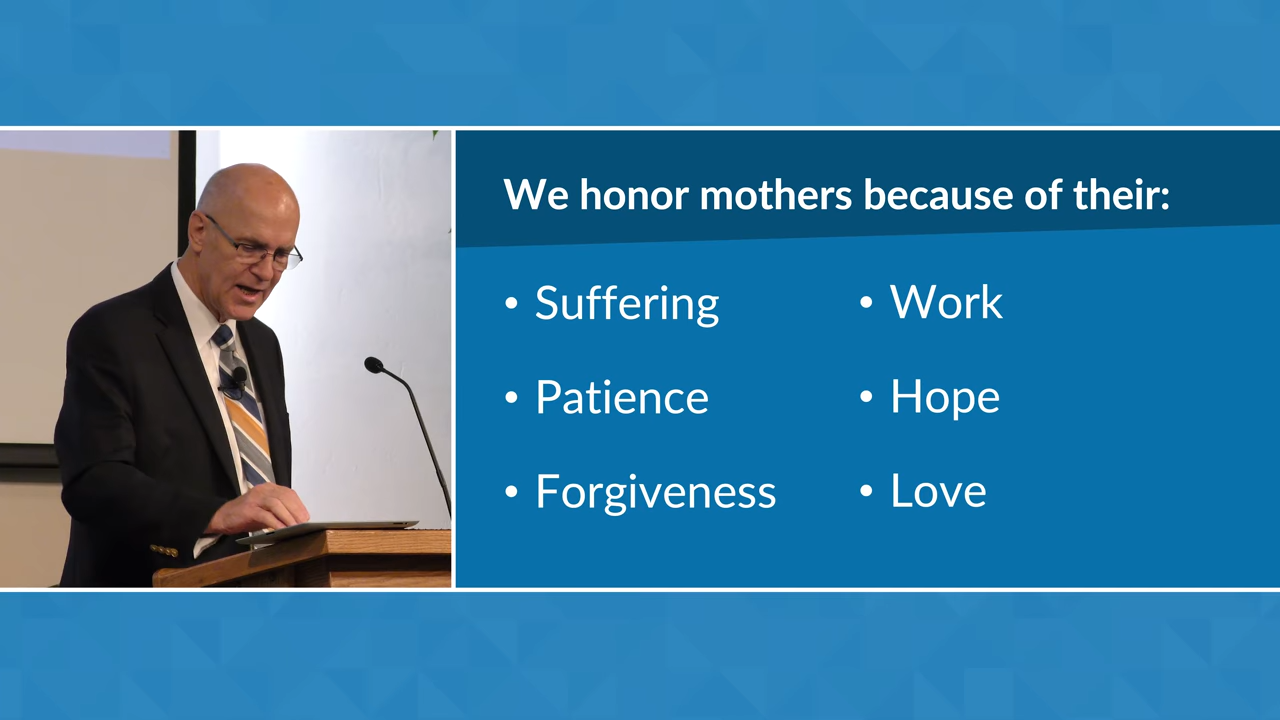 We honor mothers because of their:
• Suffering
• Patience
• Forgiveness
• Work
• Hope
• Love